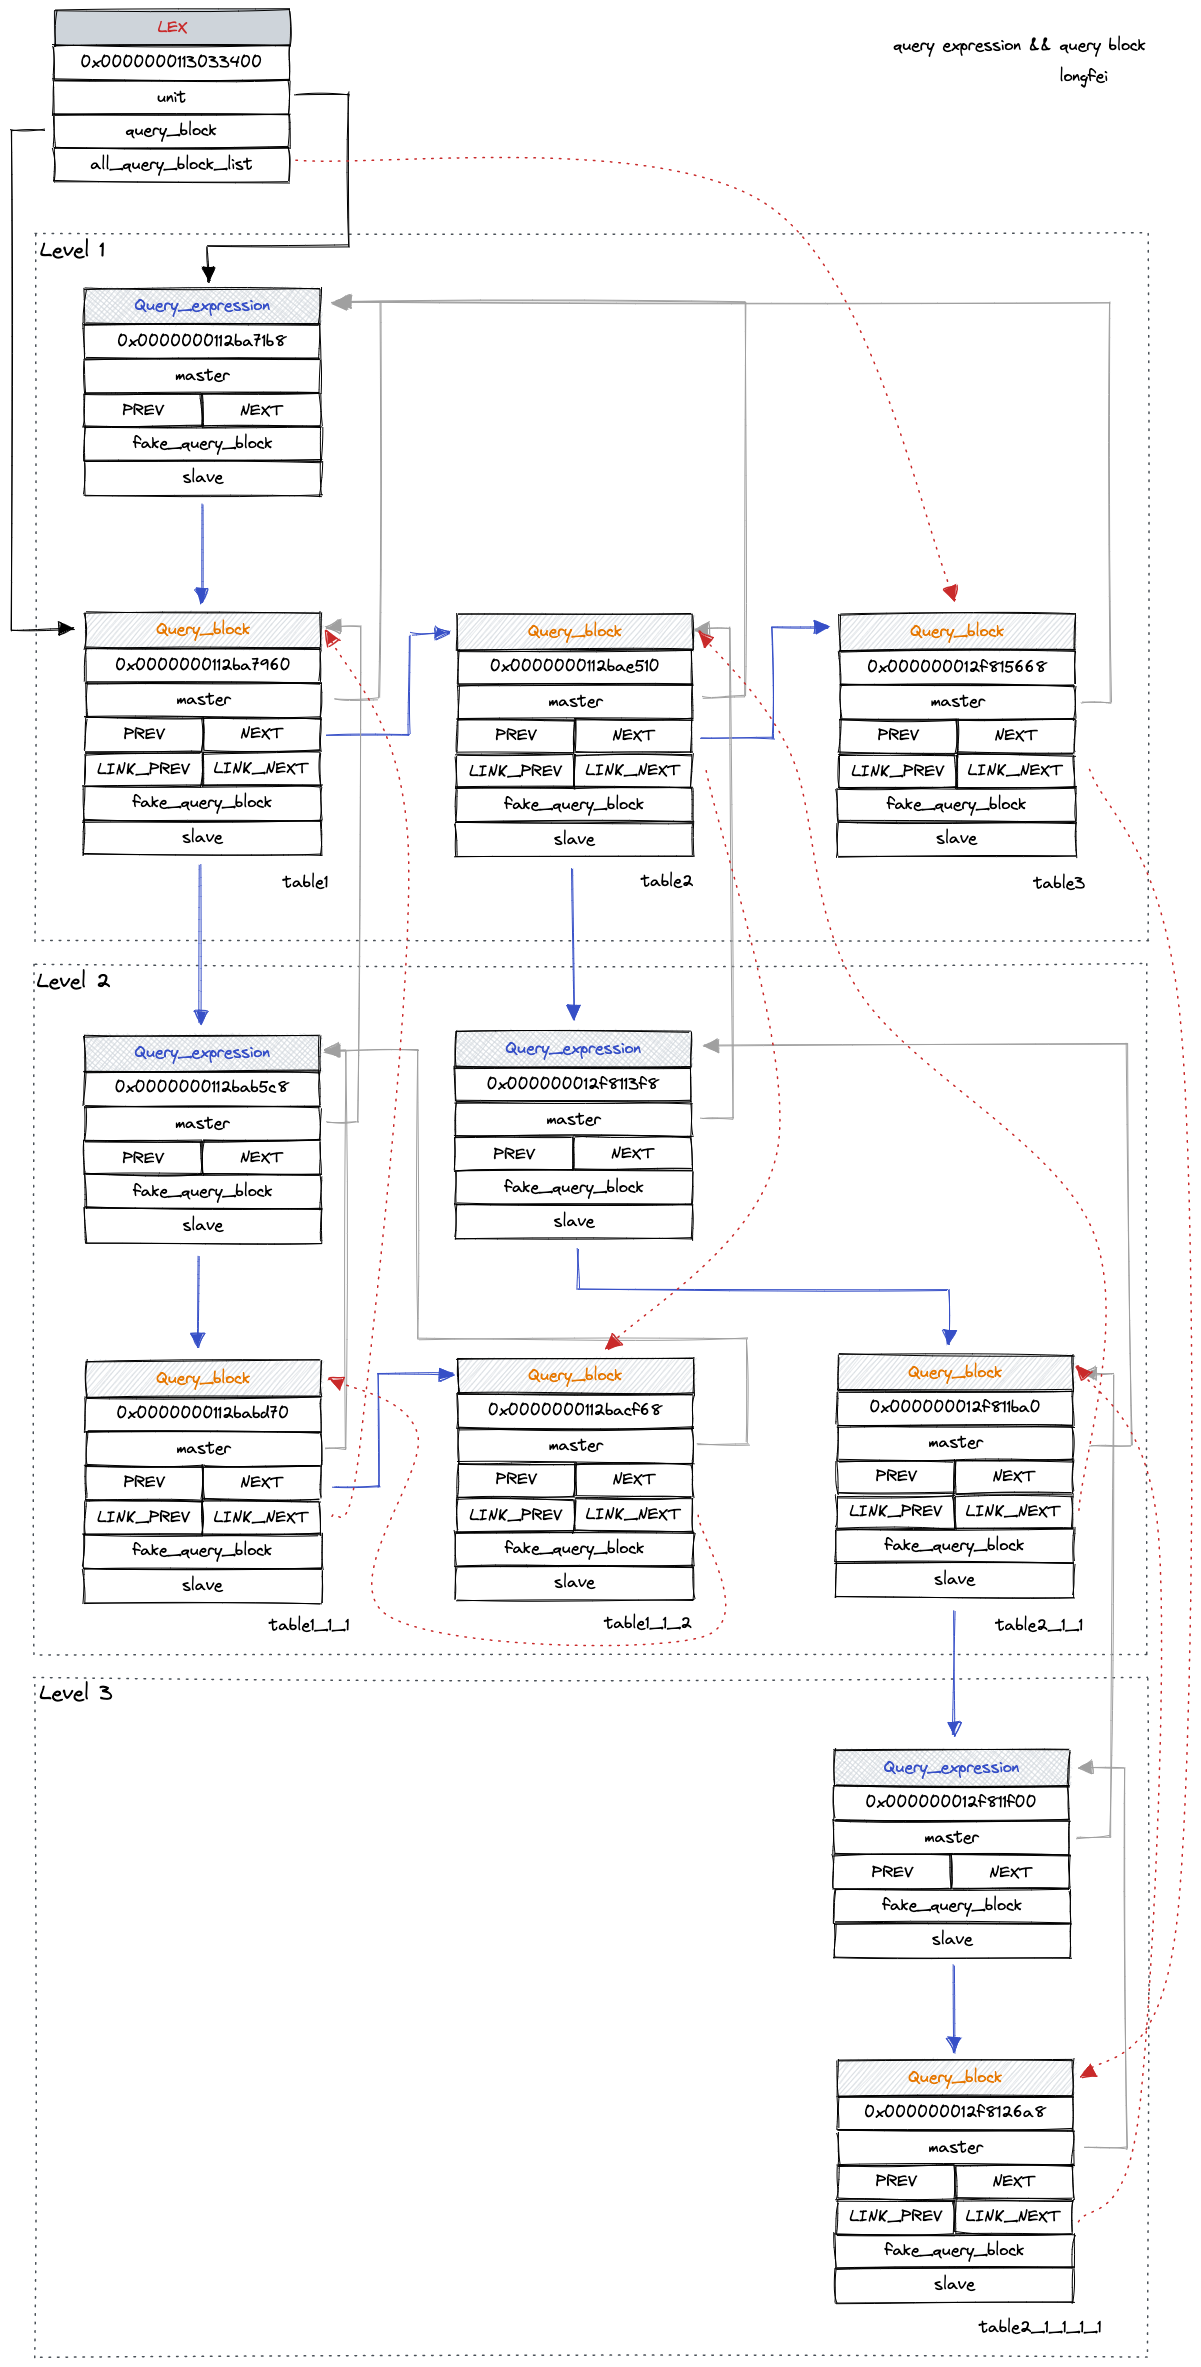 LEX
0x0000000113033400
unit
query_block
all_query_block_list
query expression && query block
longfei
Level 1
Query_expression
0x0000000112ba71b8
master
PREV NEXT
fake_query_block
slave
Query_block
0x0000000112ba7960
master
PREV NEXT
LINK_PREV LINK_NEXT
fake_query_block
slave
table1
Query_block
0x0000000112bae510
master
PREV NEXT
LINK_PREV LINK_NEXT
fake_query_block
slave
table2
Query_block
0x000000012f815668
master
PREV NEXT
LINK_PREV LINK_NEXT
fake_query_block
slave
table3
Level 2
Query_expression
0x0000000112bab5c8
master
PREV NEXT
fake_query_block
slave
Query_expression
0x000000012f8113f8
master
PREV NEXT
fake_query_block
slave
Query_block
0x0000000112babd70
master
PREV NEXT
LINK_PREV LINK_NEXT
fake_query_block
slave
table1_1_1
Query_block
0x0000000112bacf68
master
PREV NEXT
LINK_PREV LINK_NEXT
fake_query_block
slave
table1_1_2
Query_block
0x000000012f811ba0
master
PREV NEXT
LINK_PREV LINK_NEXT
fake_query_block
slave
table2_1_1
Level 3
Query_expression
0x000000012f811f00
master
PREV NEXT
fake_query_block
slave
Query_block
0x000000012f8126a8
master
PREV NEXT
LINK_PREV LINK_NEXT
fake_query_block
slave
table2_1_1_1_1